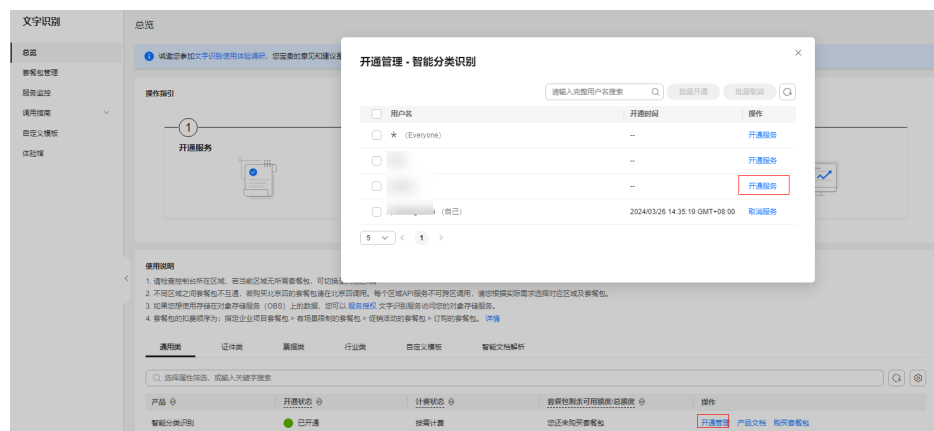 文字识别
总览
总览
套餐包管理
服务监控
调用指南
自定义模板
体验馆
诚邀您参加文字识别使用体验调研，您宝贵的意见和建议是
操作指引
1
开通服务
开通管理 - 智能分类识别
请输入完整用户名搜索
批量开通
批量取消
用户名 开通时间 操作
* (Everyone) -- 开通服务
-- 开通服务
-- 开通服务
(自己) 2024/03/26 14:35:19 GMT+08:00 取消服务
5 1
使用说明
1. 请检查控制台所在区域，若当前区域无所需套餐包，可切换
2. 不同区域之间套餐包不互通，就购买北京四的套餐包请在北京四调用。每个区域API服务不可跨区调用，请您根据实际需求选择对应区域及套餐包。
3. 如果您想使用存储在对象存储服务（OBS）上的数据，您可以 服务授权 文字识别服务访问您的对象存储服务。
4. 套餐包的扣费顺序为：指定企业项目套餐包 > 有场景限制的套餐包 > 促销活动的套餐包 > 订购的套餐包。 详情
通用类 证件类 票据类 行业类 自定义模板 智能文档解析
选择属性筛选，或输入关键字搜索
产品 开通状态 计费状态 套餐包剩余可用额度/总额度 操作
智能分类识别 已开通 按需计费 您还未购买套餐包 开通管理 产品文档 购买套餐包